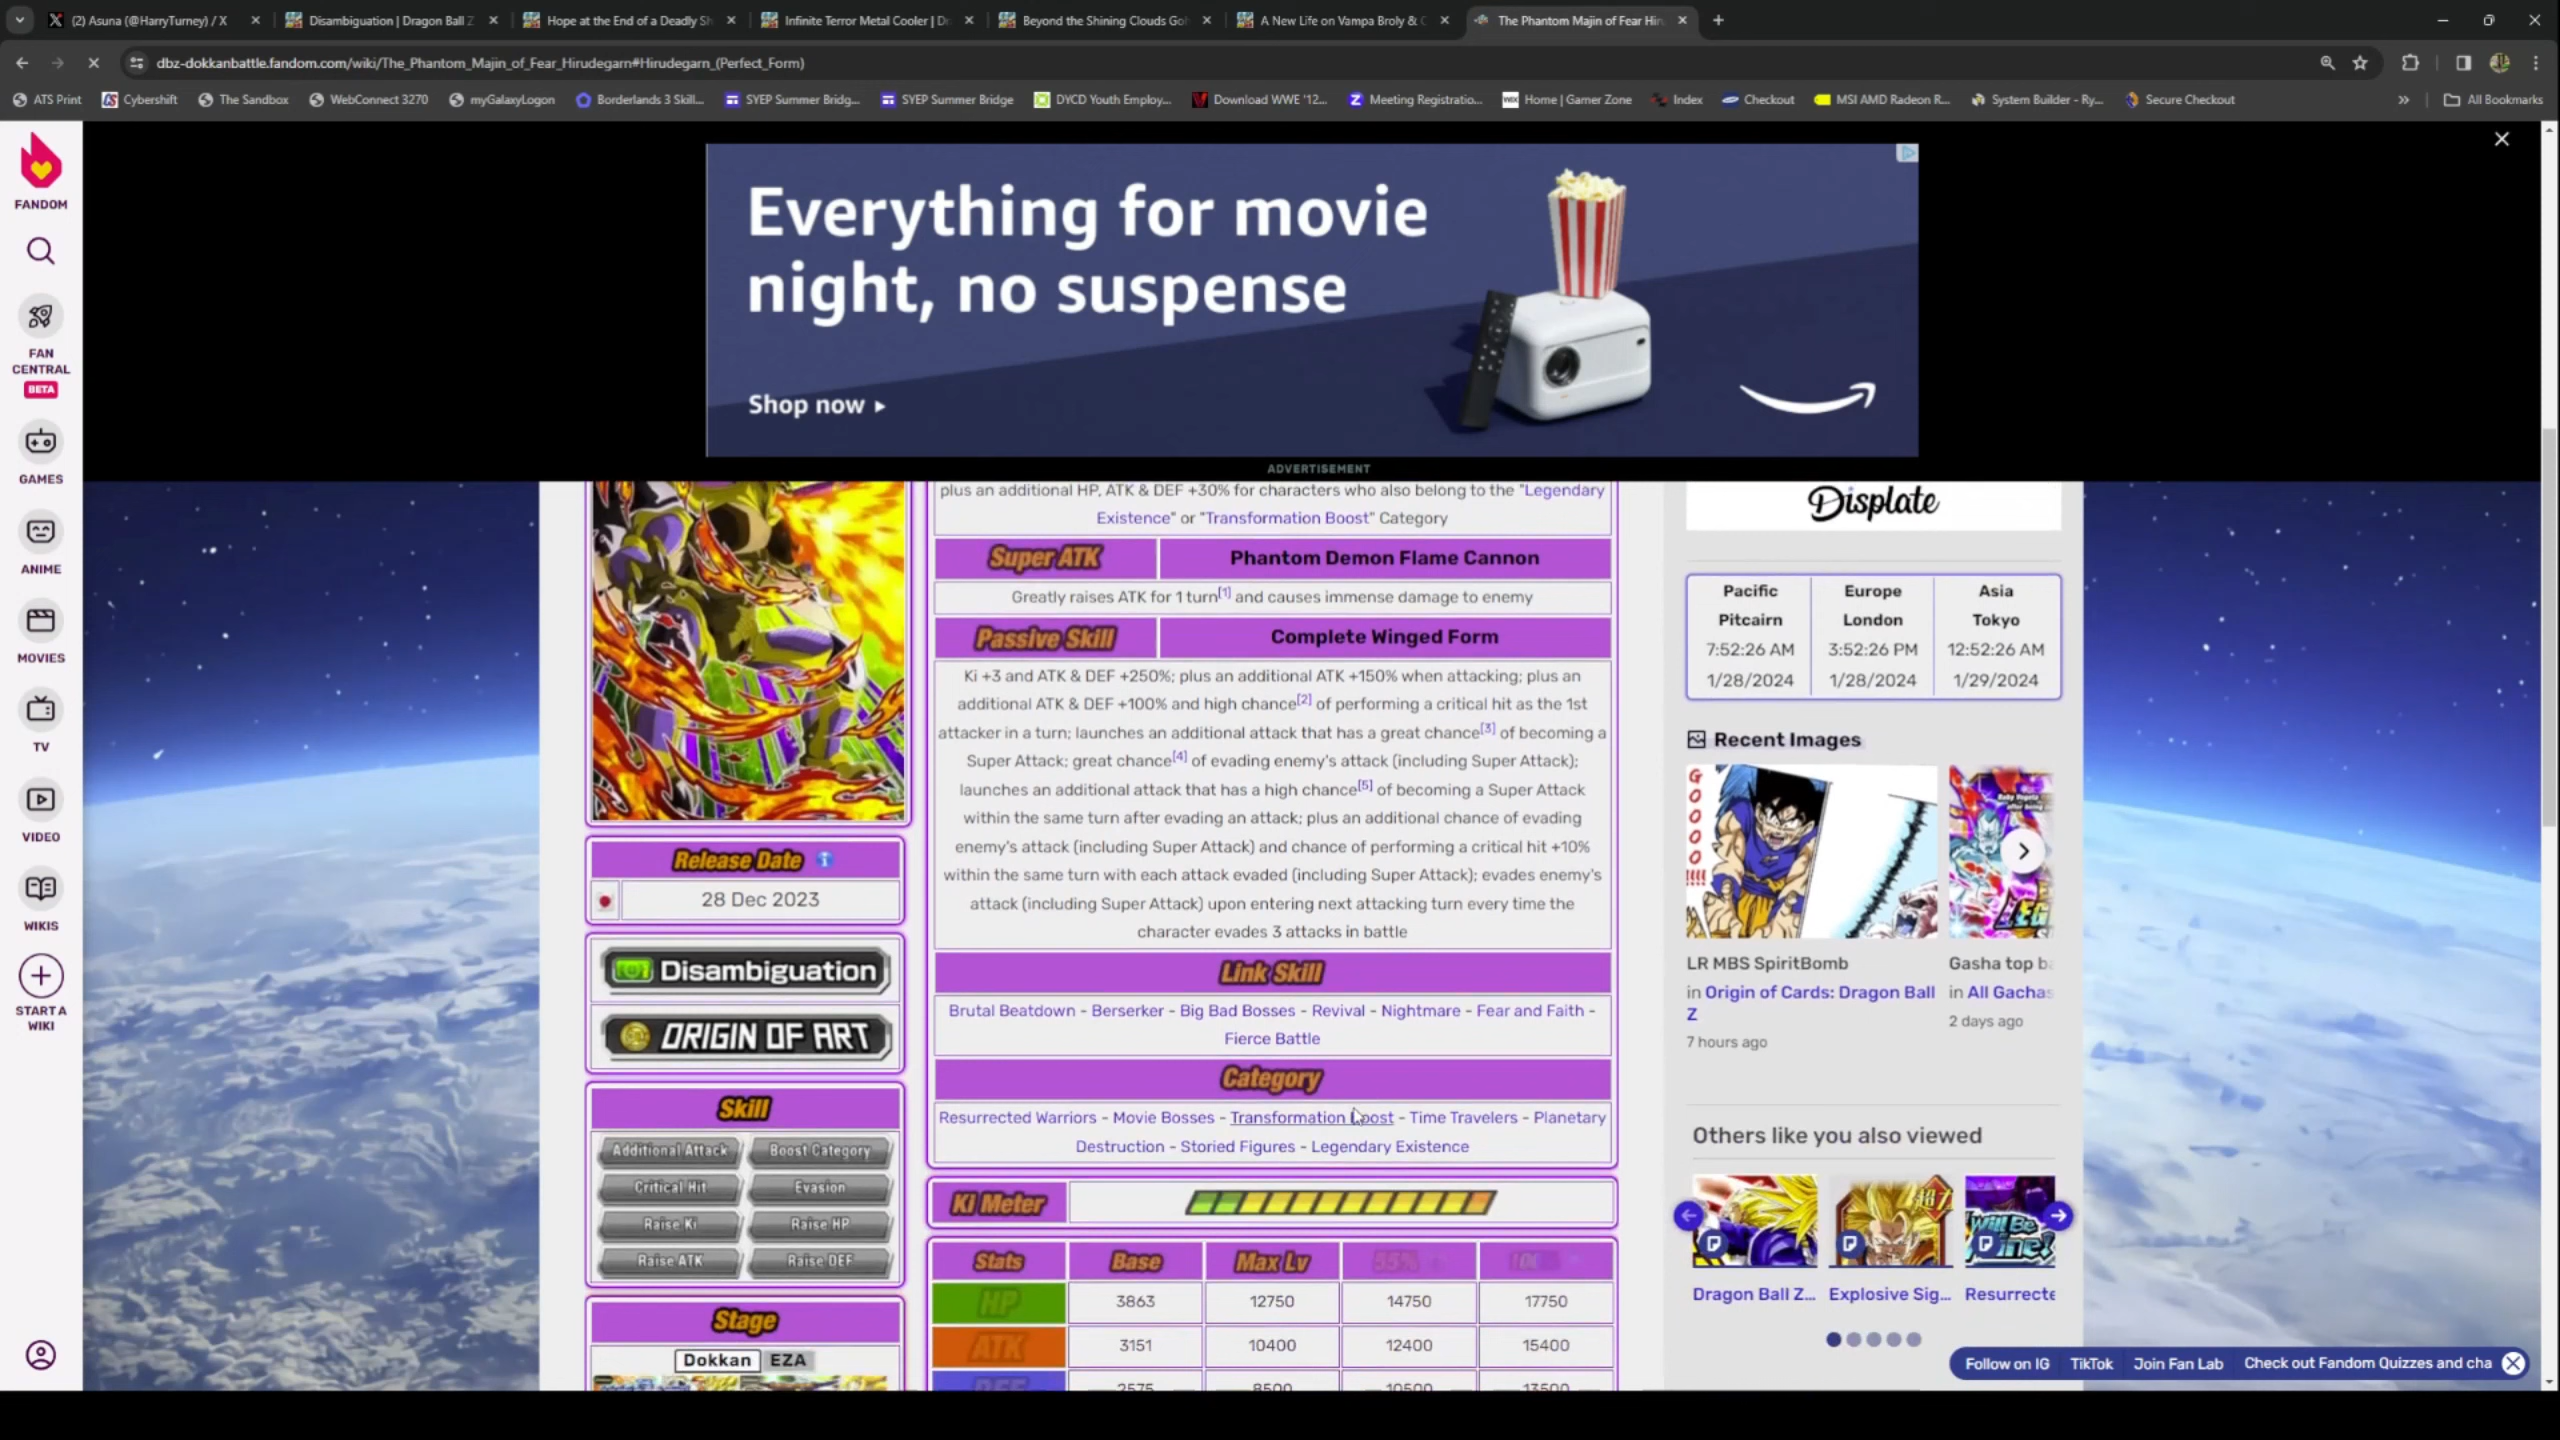 (2) Asuna (@HarryTurney) / X
Disambiguation | Dragon Ball Z
Hope at the End of a Deadly St
Infinite Terror Metal Cooler | Dr
Beyond the Shining Clouds Go
A New Life on Vampa Broly & C
The Phantom Majin of Fear Hir
dbz-dokkanbattle.fandom.com/wiki/The_Phantom_Majin_of_Fear_Hirudegarn#Hirudegarn_(Perfect_Form)
ATS Print
Cybershift
The Sandbox
WebConnect 3270
myGalaxyLogon
Borderlands 3 Skill...
SYEP Summer Bridg...
SYEP Summer Bridge
DYCD Youth Employ...
Download WWE '12...
Meeting Registratio...
Home | Gamer Zone
Index
Checkout
MSI AMD Radeon R...
System Builder - Ry...
Secure Checkout
All Bookmarks
FANDOM
FAN
CENTRAL
BETA
GAMES
ANIME
MOVIES
TV
VIDEO
WIKIS
START A
WIKI
Everything for movie
night, no suspense
Shop now
ADVERTISEMENT
plus an additional HP, ATK & DEF +30% for characters who also belong to the "Legendary
Existence" or "Transformation Boost" Category
Super ATK
Phantom Demon Flame Cannon
Greatly raises ATK for 1 turn[1] and causes immense damage to enemy
Passive Skill
Complete Winged Form
Ki +3 and ATK & DEF +250%; plus an additional ATK +150% when attacking; plus an
additional ATK & DEF +100% and high chance[2] of performing a critical hit as the 1st
attacker in a turn; launches an additional attack that has a great chance[3] of becoming a
Super Attack; great chance[4] of evading enemy's attack (including Super Attack);
launches an additional attack that has a high chance[5] of becoming a Super Attack
within the same turn after evading an attack; plus an additional chance of evading
enemy's attack (including Super Attack) and chance of performing a critical hit +10%
within the same turn with each attack evaded (including Super Attack); evades enemy's
attack (including Super Attack) upon entering next attacking turn every time the
character evades 3 attacks in battle
Link Skill
Brutal Beatdown - Berserker - Big Bad Bosses - Revival - Nightmare - Fear and Faith -
Fierce Battle
Category
Resurrected Warriors - Movie Bosses - Transformation Boost - Time Travelers - Planetary
Destruction - Storied Figures - Legendary Existence
Ki Meter
Stats Base Max Lv 55%
HP 3863 12750 14750 17750
ATK 3151 10400 12400 15400
DEF 2575 8500 10500 13500
Release Date
28 Dec 2023
Disambiguation
ORIGIN OF ART
Skill
Additional Attack
Boost Category
Critical Hit
Evasion
Raise Ki
Raise HP
Raise ATK
Raise DEF
Stage
Dokkan
EZA
Displate
Pacific Europe Asia
Pitcairn London Tokyo
7:52:26 AM 3:52:26 PM 12:52:26 AM
1/28/2024 1/28/2024 1/29/2024
Recent Images
GOOOO!!!!
LR MBS SpiritBomb
in Origin of Cards: Dragon Ball
Z
7 hours ago
Gasha top b
in All Gachas
2 days ago
Others like you also viewed
Will Be
ine!
Dragon Ball Z...
Explosive Sig...
Resurrecte
Follow on IG
TikTok
Join Fan Lab
Check out Fandom Quizzes and cha